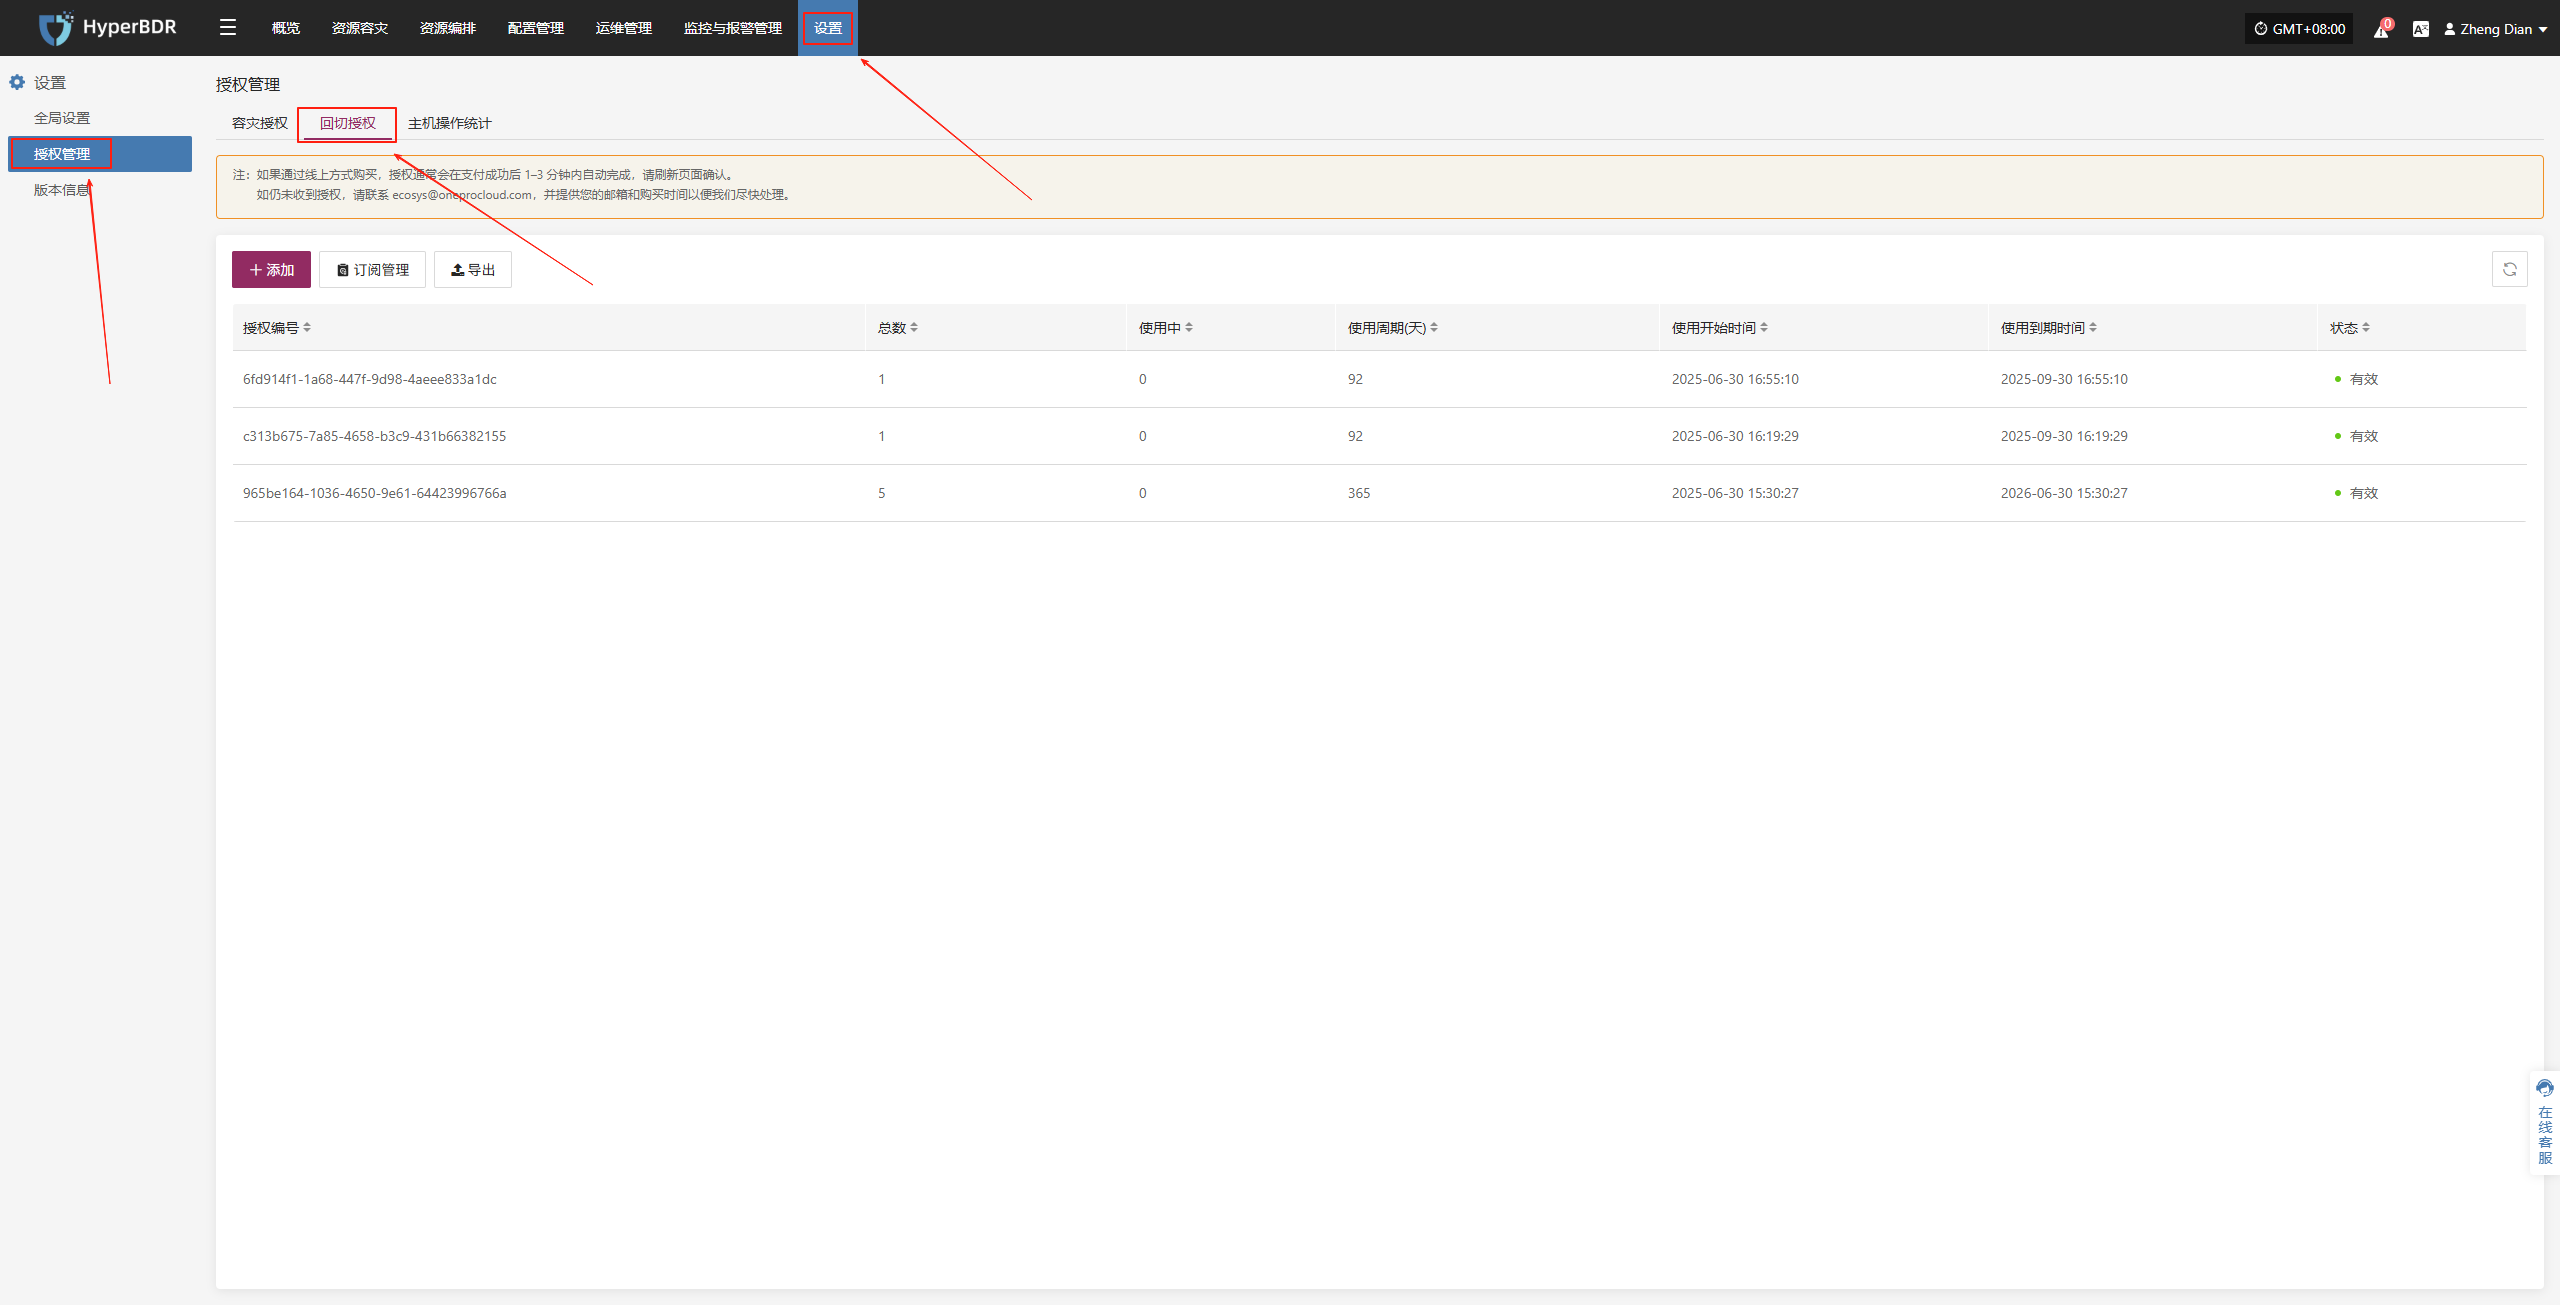 HyperBDR
概览 资源容灾 资源编排 配置管理 运维管理 监控与报警管理 设置
GMT+08:00 0 Zheng Dian
设置
全局设置
授权管理
版本信息
授权管理
容灾授权 回切授权 主机操作统计
注：如果通过线上方式购买，授权通常会在支付成功后 1–3 分钟内自动完成，请刷新页面确认。
如仍未收到授权，请联系 ecosys@oneprocloud.com，并提供您的邮箱和购买时间以便我们尽快处理。
添加 订阅管理 导出
授权编号 总数 使用中 使用周期(天) 使用开始时间 使用到期时间 状态
6fd914f1-1a68-447f-9d98-4aeee833a1dc 1 0 92 2025-06-30 16:55:10 2025-09-30 16:55:10 有效
c313b675-7a85-4658-b3c9-431b66382155 1 0 92 2025-06-30 16:19:29 2025-09-30 16:19:29 有效
965be164-1036-4650-9e61-64423996766a 5 0 365 2025-06-30 15:30:27 2026-06-30 15:30:27 有效
在线客服